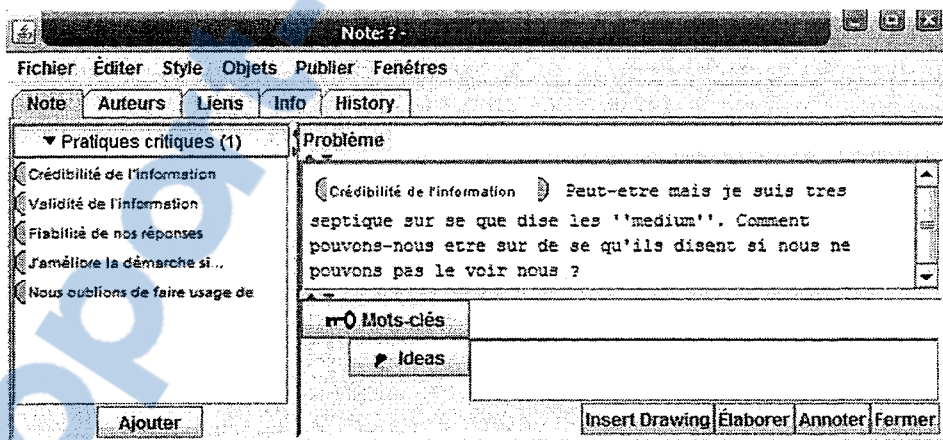 Note: ? -
Fichier Éditer Style Objets Publier Fenétres
Note Auteurs Liens Info History
▼ Pratiques critiques (1)
Problème
Crédibilité de l'information
Validité de l'information
Fiabilité de nos réponses
J'améliore la démarche si...
Nous oublions de faire usage de
Crédibilité de l'information Peut-etre mais je suis tres
septique sur se que dise les ''medium''. Comment
pouvons-nous etre sur de se qu'ils disent si nous ne
pouvons pas le voir nous ?
Mots-clés
Ideas
Ajouter
Insert Drawing Élaborer Annoter Fermer